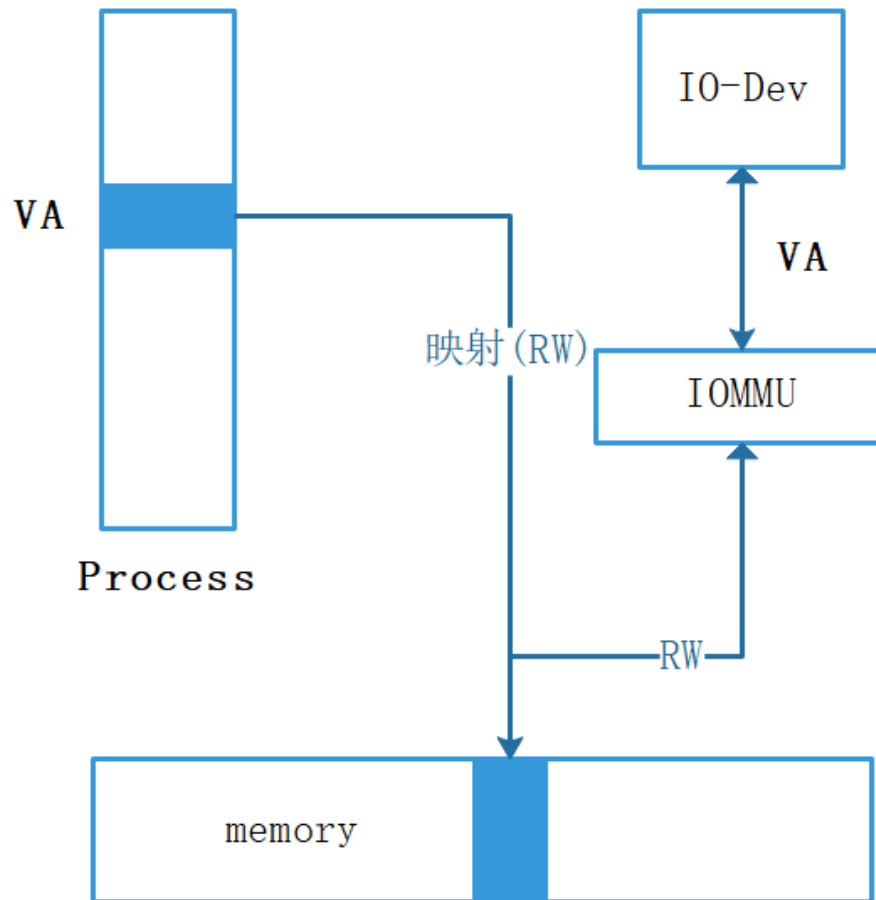 IO-Dev
VA
VA
映射(RW)
IOMMU
Process
RW
memory